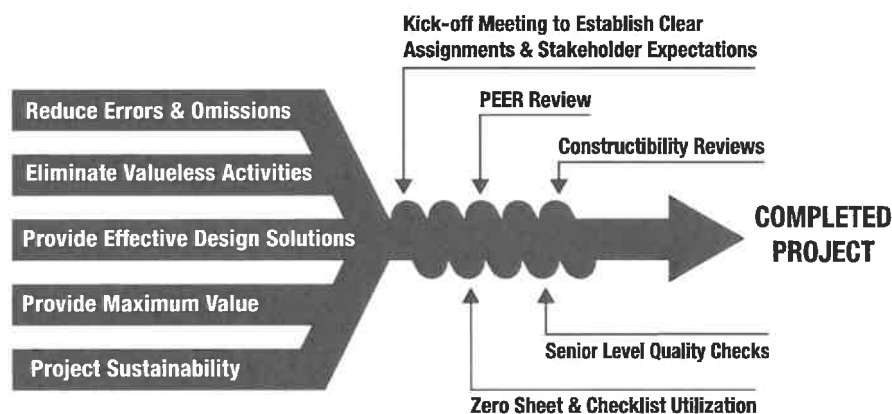 Kick-off Meeting to Establish Clear
Assignments & Stakeholder Expectations
PEER Review
Constructibility Reviews
Reduce Errors & Omissions
Eliminate Valueless Activities
Provide Effective Design Solutions
Provide Maximum Value
Project Sustainability
COMPLETED
PROJECT
Senior Level Quality Checks
Zero Sheet & Checklist Utilization